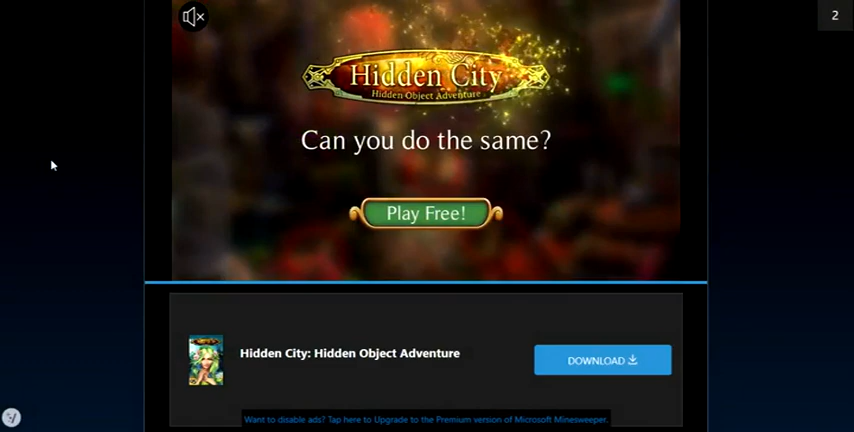 2
Hidden City
Hidden Object Adventure
Can you do the same?
Play Free!
Hidden City: Hidden Object Adventure
DOWNLOAD
Want to disable ads? Tap here to Upgrade to the Premium version of Microsoft Minesweeper.